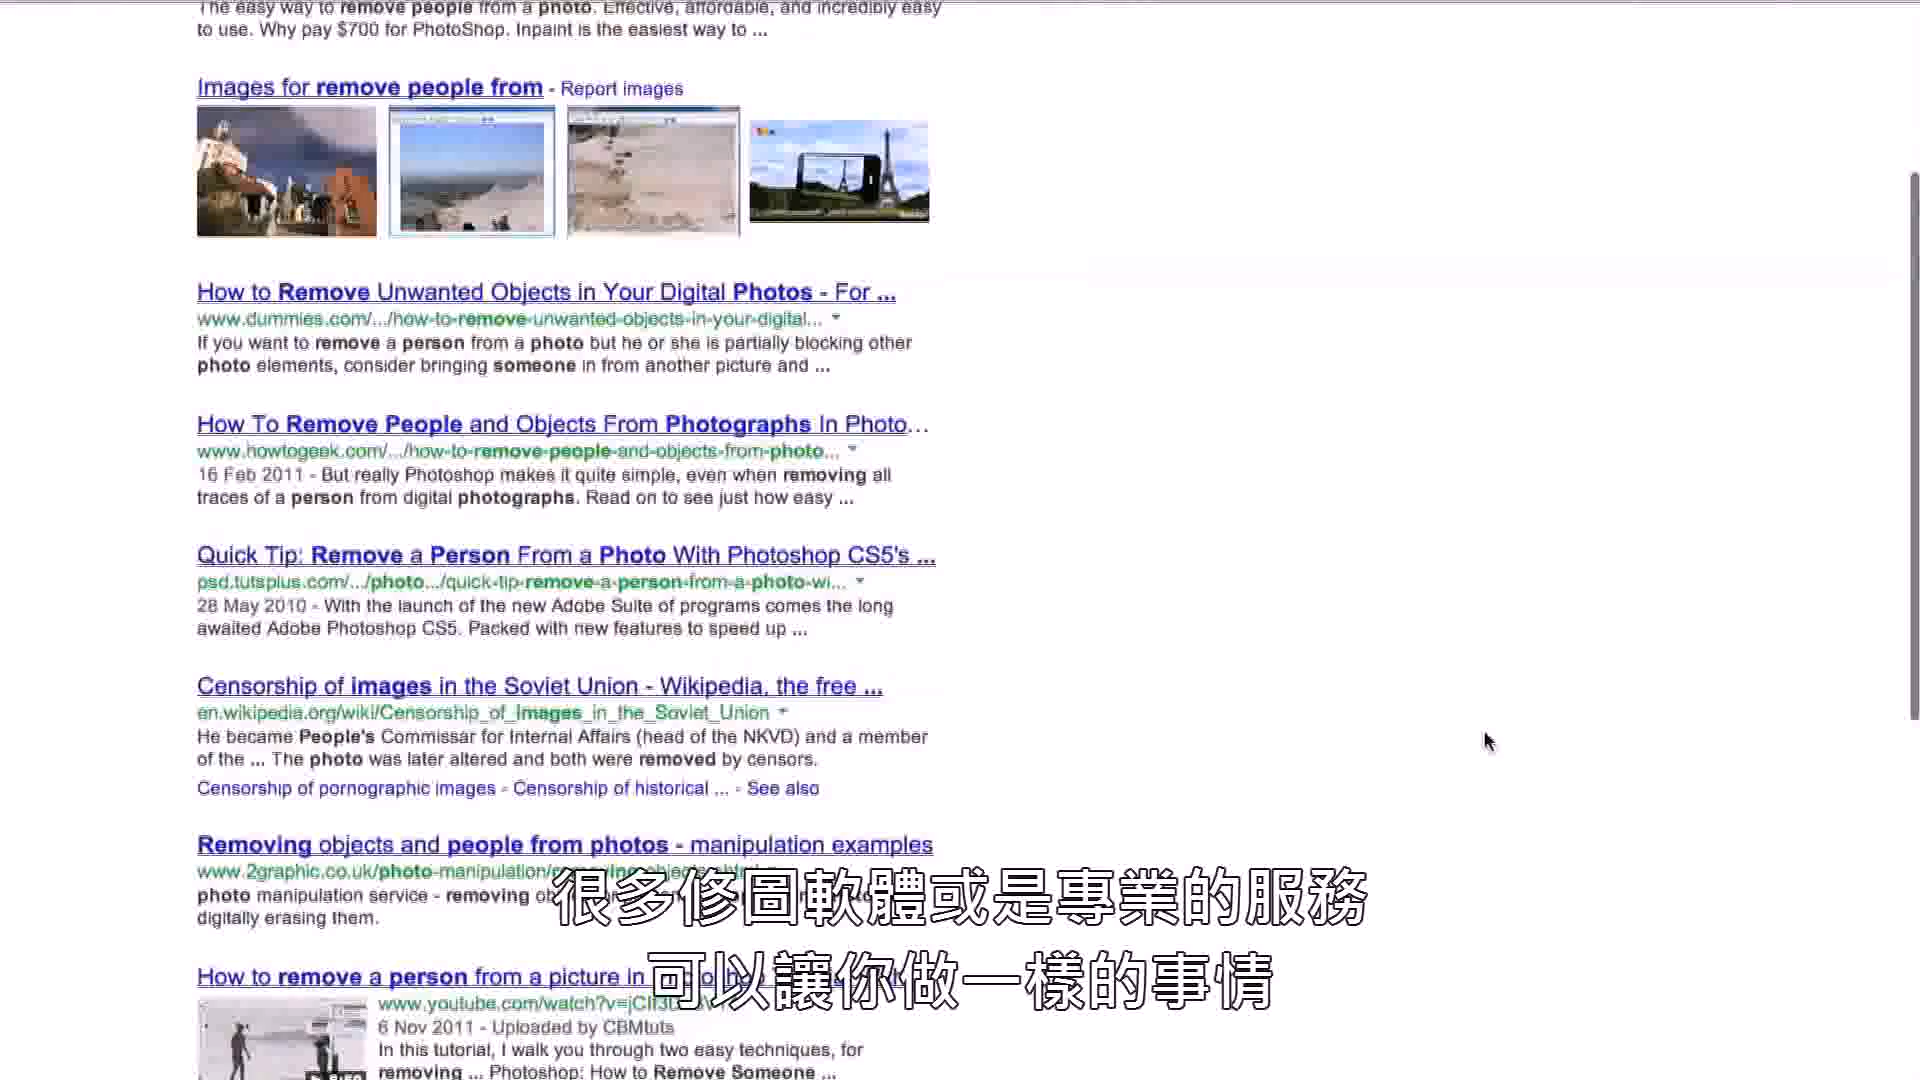 The easy way to remove people from a photo. Effective, affordable, and incredibly easy
to use. Why pay $700 for PhotoShop. Inpaint is the easiest way to ...
Images for remove people from - Report images
How to Remove Unwanted Objects in Your Digital Photos - For ...
www.dummies.com/.../how-to-remove-unwanted-objects-in-your-digital...
If you want to remove a person from a photo but he or she is partially blocking other
photo elements, consider bringing someone in from another picture and ...
How To Remove People and Objects From Photographs In Photo...
www.howtogeek.com/.../how-to-remove-people-and-objects-from-photo...
16 Feb 2011 - But really Photoshop makes it quite simple, even when removing all
traces of a person from digital photographs. Read on to see just how easy ...
Quick Tip: Remove a Person From a Photo With Photoshop CS5's ...
psd.tutsplus.com/.../photo.../quick-tip-remove-a-person-from-a-photo-wi...
28 May 2010 - With the launch of the new Adobe Suite of programs comes the long
awaited Adobe Photoshop CS5. Packed with new features to speed up ...
Censorship of images in the Soviet Union - Wikipedia, the free ...
en.wikipedia.org/wiki/Censorship_of_images_in_the_Soviet_Union
He became People's Commissar for Internal Affairs (head of the NKVD) and a member
of the ... The photo was later altered and both were removed by censors.
Censorship of pornographic images - Censorship of historical ... - See also
Removing objects and people from photos - manipulation examples
www.2graphic.co.uk/photo-manipulation/
photo manipulation service - removing
digitally erasing them.
很多修圖軟體或是專業的服務
How to remove a person from a picture in
可以讓你做一樣的事情
www.youtube.com/watch?v=
6 Nov 2011 - Uploaded by CBMtuts
In this tutorial, I walk you through two easy techniques, for
removing ... Photoshop: How to Remove Someone ...